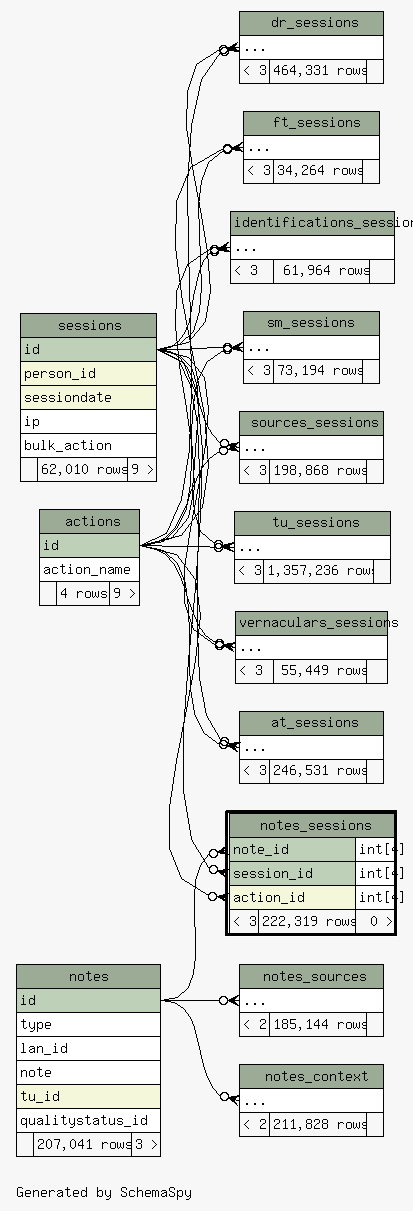 dr_sessions
...
< 3 464,331 rows
ft_sessions
...
< 3 34,264 rows
identifications_session
...
< 3 61,964 rows
sm_sessions
...
< 3 73,194 rows
sessions
id
person_id
sessiondate
ip
bulk_action
62,010 rows 9 >
sources_sessions
...
< 3 198,868 rows
actions
id
action_name
4 rows 9 >
tu_sessions
...
< 3 1,357,236 rows
vernaculars_sessions
...
< 3 55,449 rows
at_sessions
...
< 3 246,531 rows
notes_sessions
note_id int[4]
session_id int[4]
action_id int[4]
< 3 222,319 rows 0 >
notes
id
type
lan_id
note
tu_id
qualitystatus_id
207,041 rows 3 >
notes_sources
...
< 2 185,144 rows
notes_context
...
< 2 211,828 rows
Generated by SchemaSpy